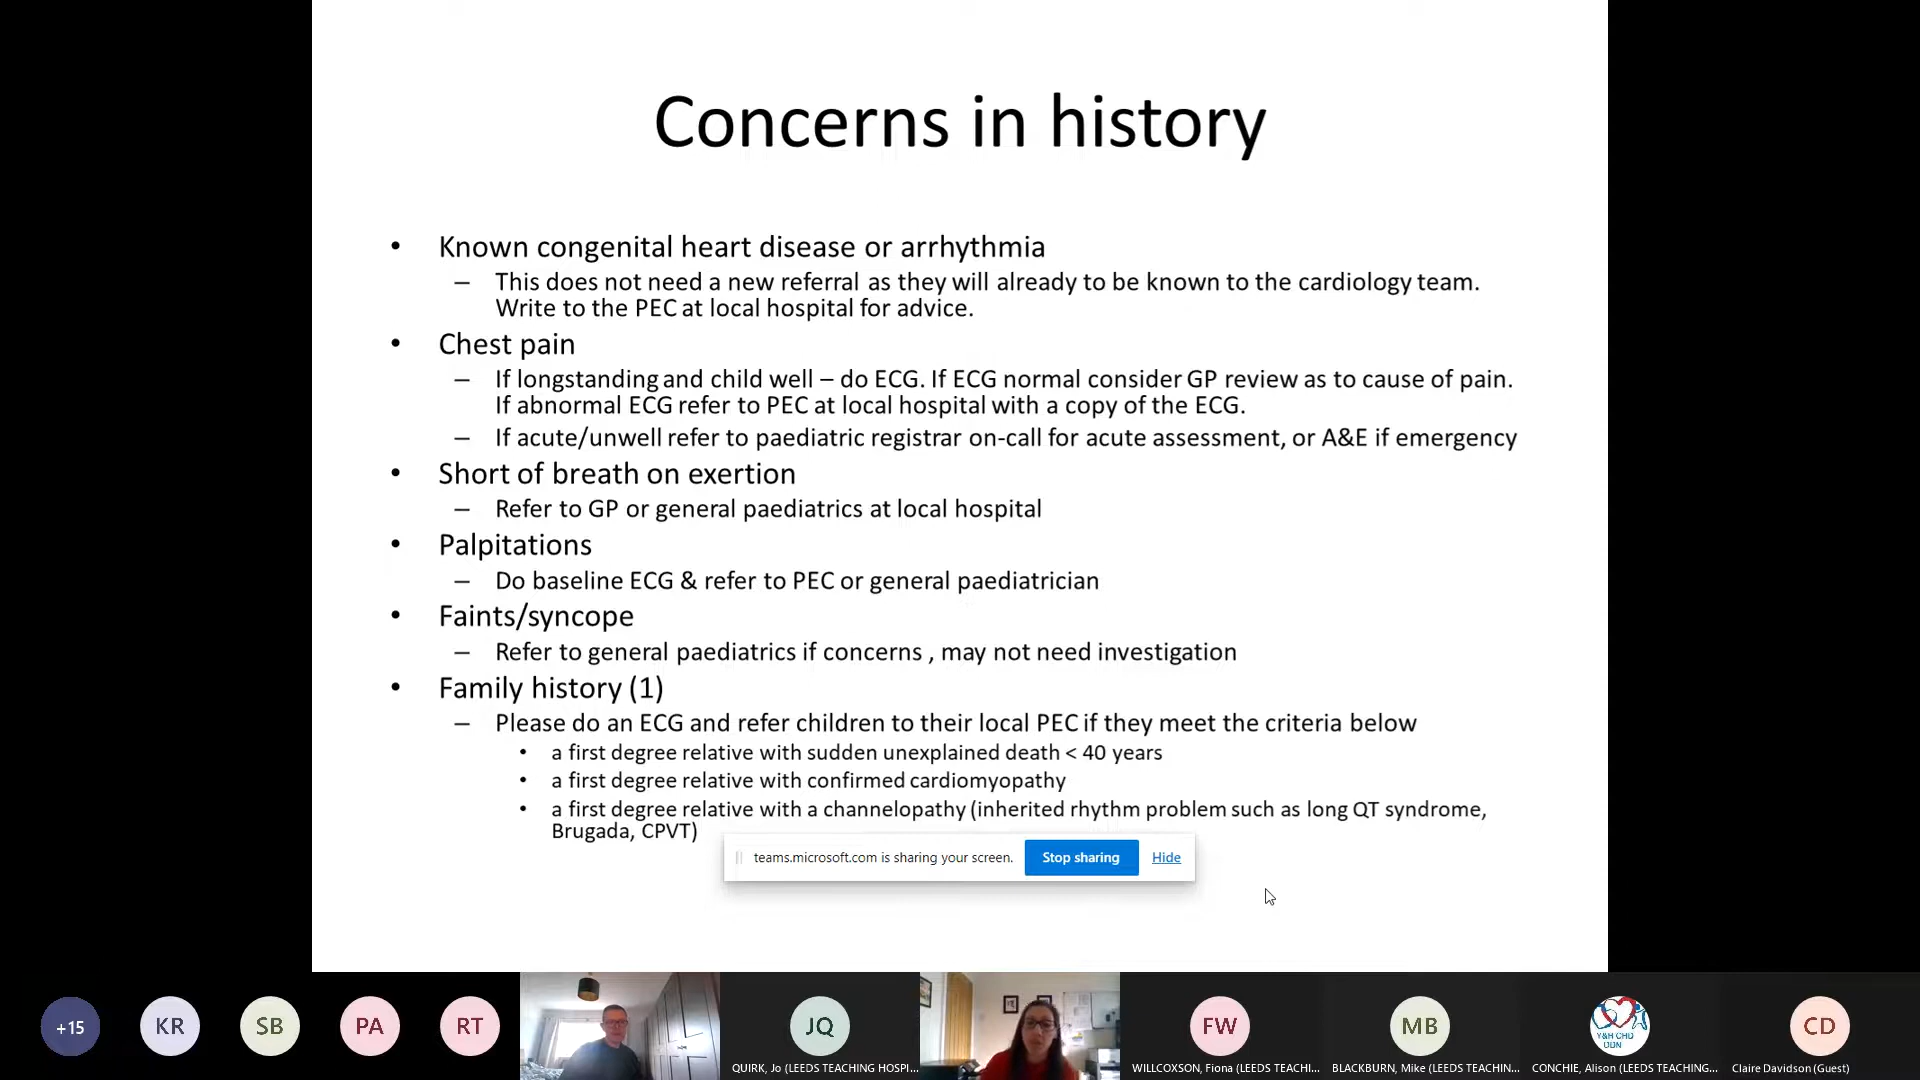 Concerns in history
• Known congenital heart disease or arrhythmia
– This does not need a new referral as they will already to be known to the cardiology team.
Write to the PEC at local hospital for advice.
• Chest pain
– If longstanding and child well – do ECG. If ECG normal consider GP review as to cause of pain.
If abnormal ECG refer to PEC at local hospital with a copy of the ECG.
– If acute/unwell refer to paediatric registrar on-call for acute assessment, or A&E if emergency
• Short of breath on exertion
– Refer to GP or general paediatrics at local hospital
• Palpitations
– Do baseline ECG & refer to PEC or general paediatrician
• Faints/syncope
– Refer to general paediatrics if concerns , may not need investigation
• Family history (1)
– Please do an ECG and refer children to their local PEC if they meet the criteria below
• a first degree relative with sudden unexplained death < 40 years
• a first degree relative with confirmed cardiomyopathy
• a first degree relative with a channelopathy (inherited rhythm problem such as long QT syndrome,
Brugada, CPVT)
teams.microsoft.com is sharing your screen. Stop sharing Hide
+15 KR SB PA RT JQ FW MB CD
Y&H CHD
ODN
QUIRK, Jo (LEEDS TEACHING HOSPI... WILLCOXSON, Fiona (LEEDS TEACHI... BLACKBURN, Mike (LEEDS TEACHIN... CONCHIE, Alison (LEEDS TEACHING... Claire Davidson (Guest)